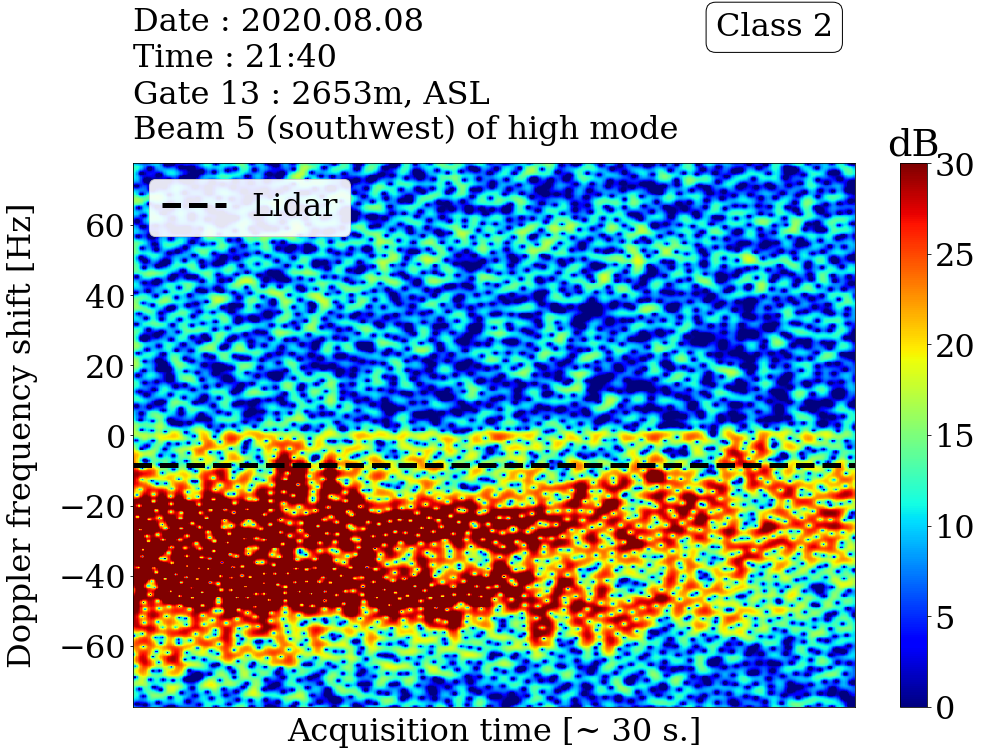 Date : 2020.08.08
Time : 21:40
Gate 13 : 2653m, ASL
Beam 5 (southwest) of high mode
Class 2
dB
Lidar
Doppler frequency shift [Hz]
60
40
20
0
−20
−40
−60
30
25
20
15
10
5
0
Acquisition time [~ 30 s.]